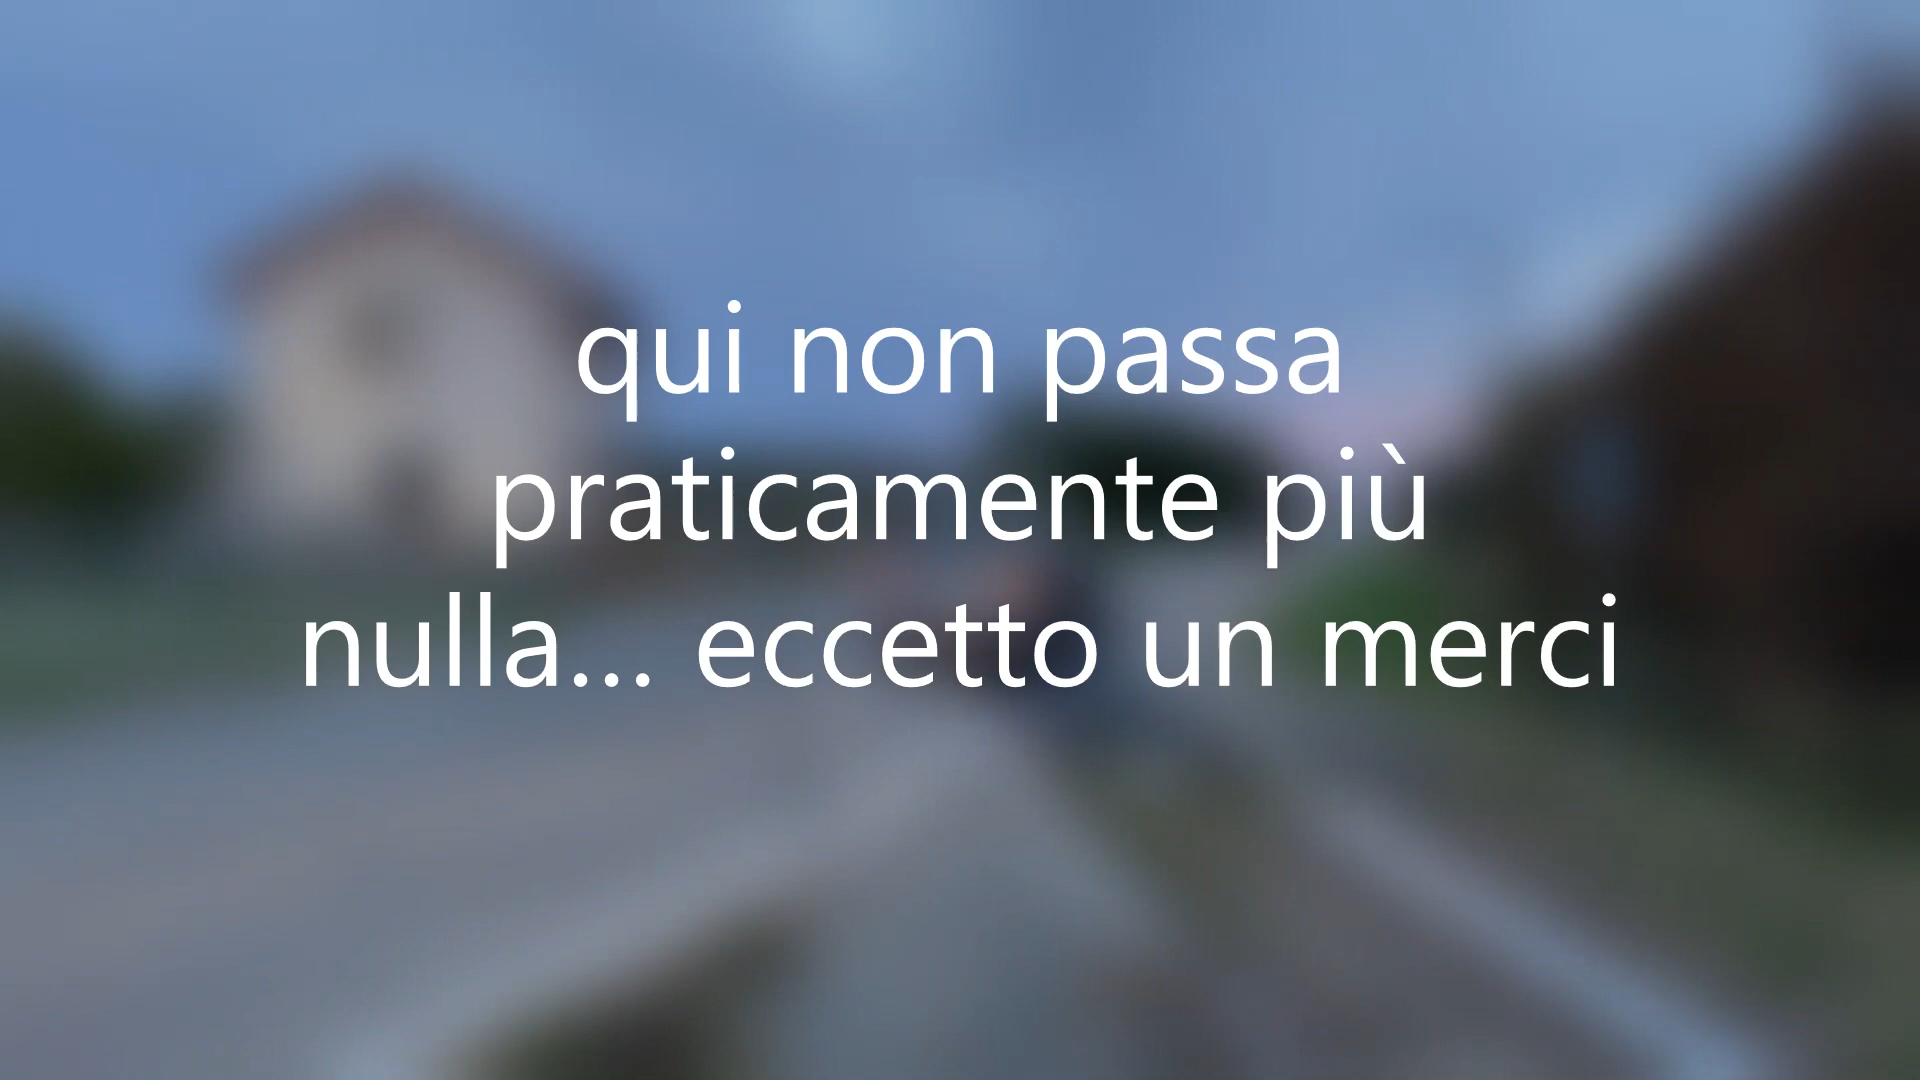 qui non passa
praticamente più
nulla... eccetto un merci